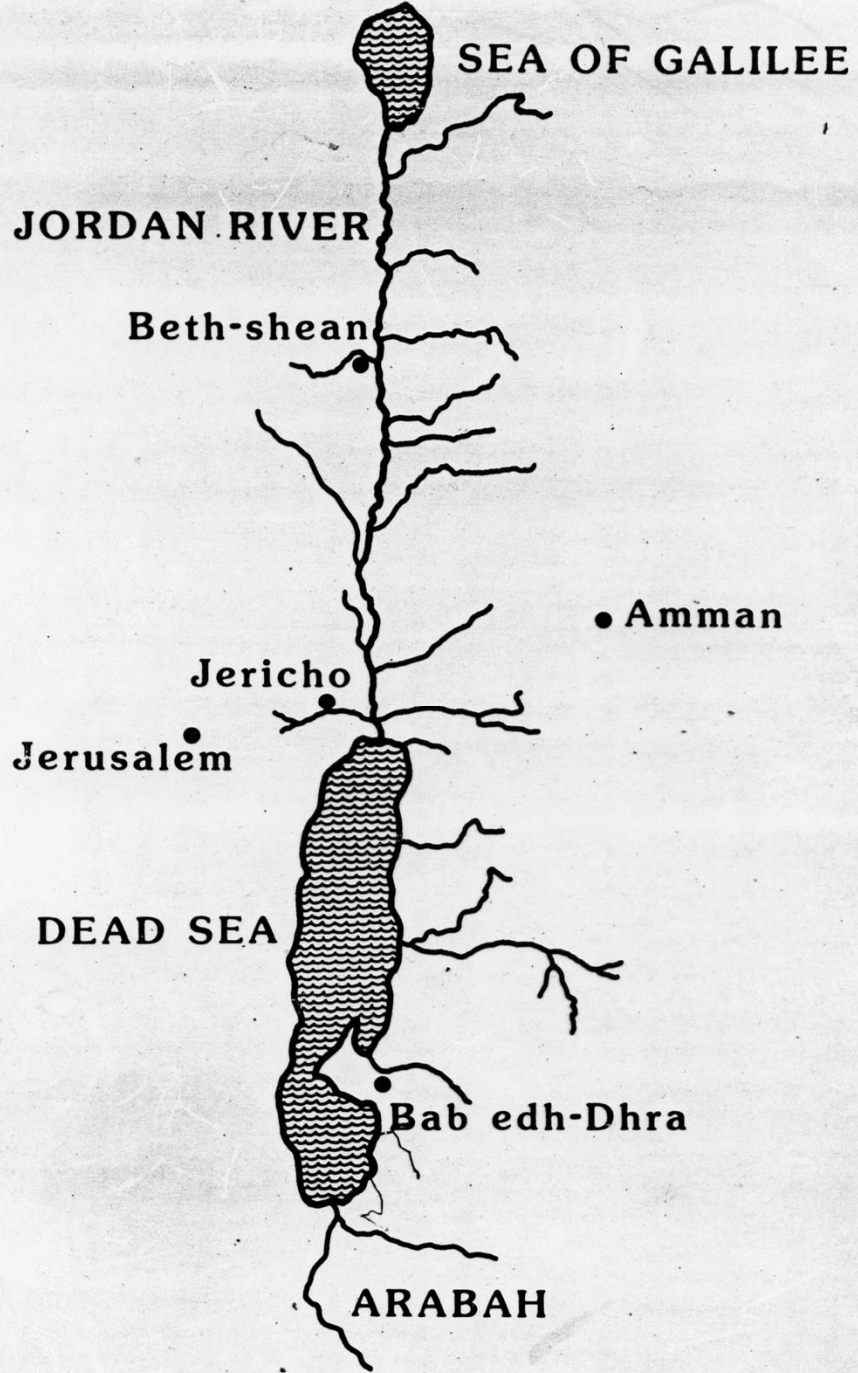 SEA OF GALILEE
JORDAN RIVER
Beth-shean
Amman
Jericho
Jerusalem
DEAD SEA
Bab edh-Dhra
ARABAH